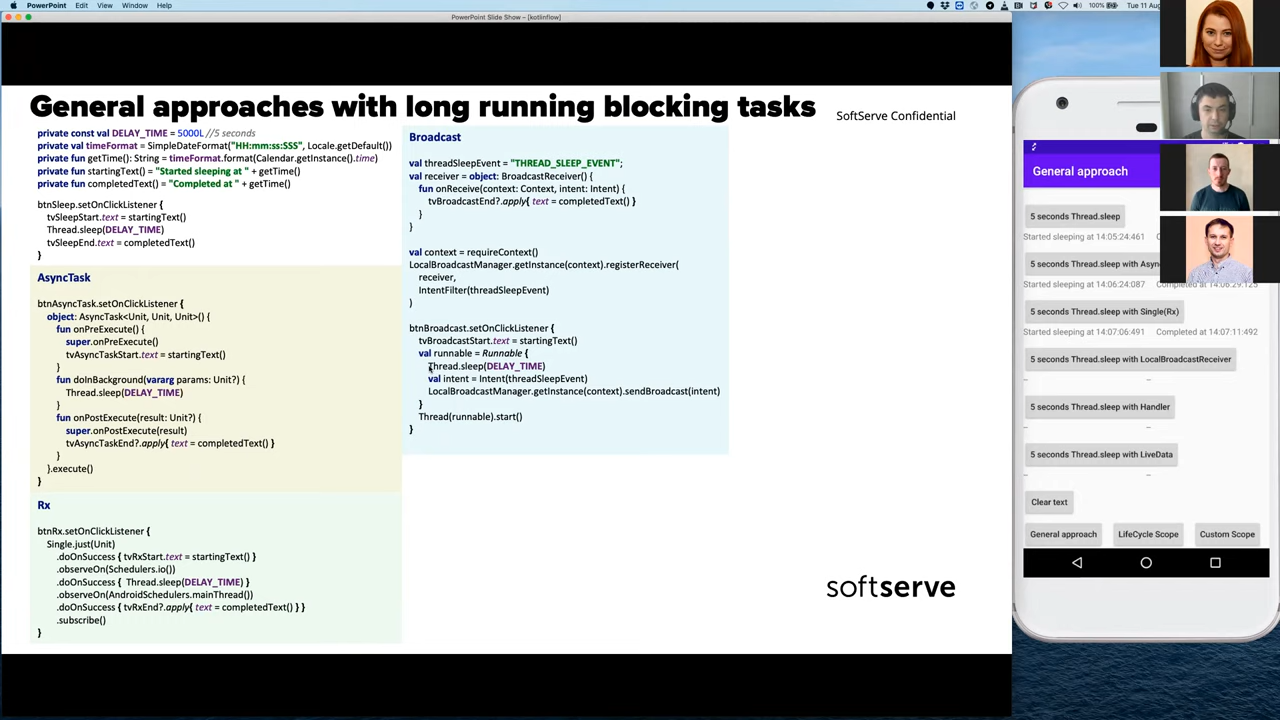 PowerPoint Edit View Window Help
100%
Tue 11 Aug
PowerPoint Slide Show - [kotlinflow]
General approaches with long running blocking tasks
SoftServe Confidential
private const val DELAY_TIME = 5000L //5 seconds
private val timeFormat = SimpleDateFormat("HH:mm:ss:SSS", Locale.getDefault())
private fun getTime(): String = timeFormat.format(Calendar.getInstance().time)
private fun startingText() = "Started sleeping at " + getTime()
private fun completedText() = "Completed at " + getTime()
btnSleep.setOnClickListener {
tvSleepStart.text = startingText()
Thread.sleep(DELAY_TIME)
tvSleepEnd.text = completedText()
}
AsyncTask
btnAsyncTask.setOnClickListener {
object: AsyncTask<Unit, Unit, Unit>() {
fun onPreExecute() {
super.onPreExecute()
tvAsyncTaskStart.text = startingText()
}
fun doInBackground(vararg params: Unit?) {
Thread.sleep(DELAY_TIME)
}
fun onPostExecute(result: Unit?) {
super.onPostExecute(result)
tvAsyncTaskEnd?.apply{ text = completedText() }
}
}.execute()
}
Rx
btnRx.setOnClickListener {
Single.just(Unit)
.doOnSuccess { tvRxStart.text = startingText() }
.observeOn(Schedulers.io())
.doOnSuccess { Thread.sleep(DELAY_TIME) }
.observeOn(AndroidSchedulers.mainThread())
.doOnSuccess { tvRxEnd?.apply{ text = completedText() } }
.subscribe()
}
Broadcast
val threadSleepEvent = "THREAD_SLEEP_EVENT";
val receiver = object: BroadcastReceiver() {
fun onReceive(context: Context, intent: Intent) {
tvBroadcastEnd?.apply{ text = completedText() }
}
}
val context = requireContext()
LocalBroadcastManager.getInstance(context).registerReceiver(
receiver,
IntentFilter(threadSleepEvent)
)
btnBroadcast.setOnClickListener {
tvBroadcastStart.text = startingText()
val runnable = Runnable {
Thread.sleep(DELAY_TIME)
val intent = Intent(threadSleepEvent)
LocalBroadcastManager.getInstance(context).sendBroadcast(intent)
}
Thread(runnable).start()
}
softserve
General approach
5 seconds Thread.sleep
Started sleeping at 14:05:24:461
5 seconds Thread.sleep with Asy
Started sleeping at 14:06:24:087 Completed at 14:06:29:123
5 seconds Thread.sleep with Single(Rx)
Started sleeping at 14:07:06:491 Completed at 14:07:11:492
5 seconds Thread.sleep with LocalBroadcastReceiver
5 seconds Thread.sleep with Handler
5 seconds Thread.sleep with LiveData
Clear text
General approach LifeCycle Scope Custom Scope